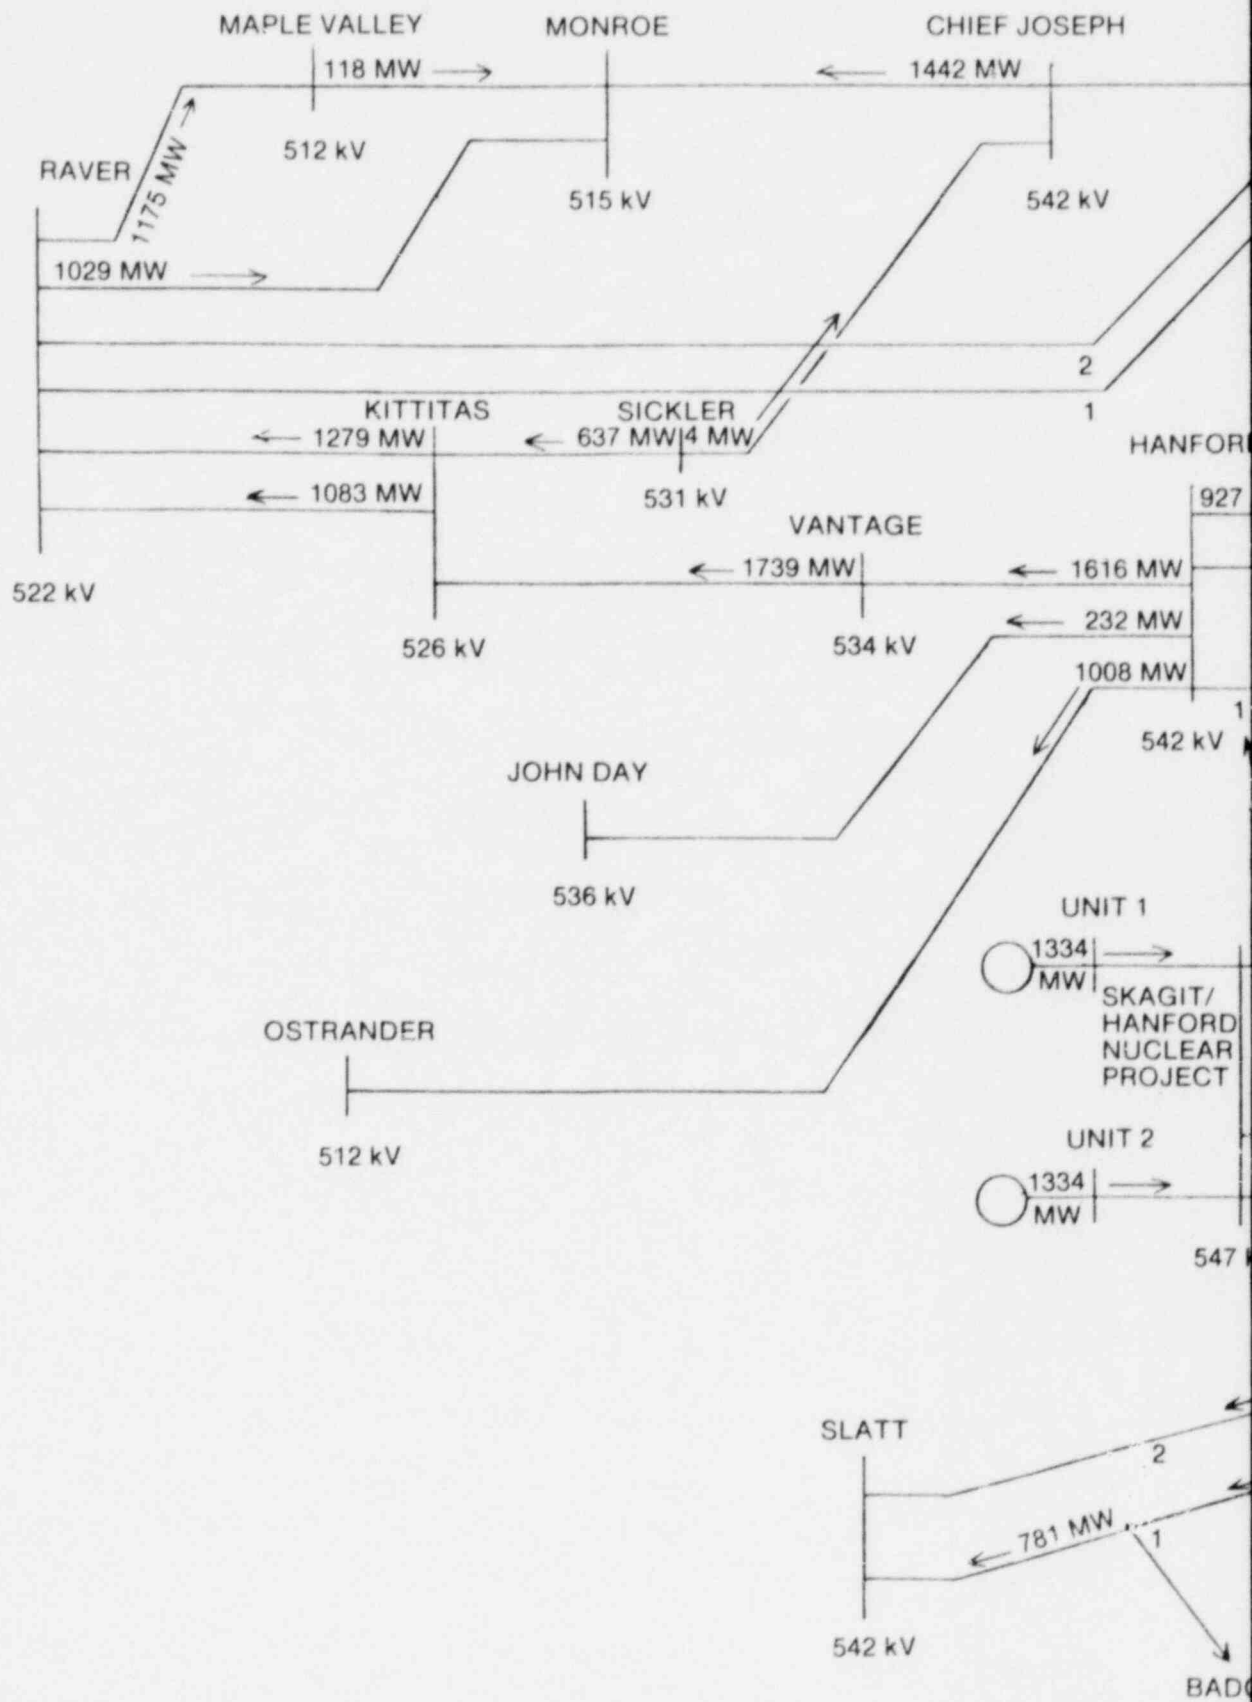 MAPLE VALLEY
MONROE
CHIEF JOSEPH
118 MW
1442 MW
512 kV
RAVER
1175 MW
515 kV
542 kV
1029 MW
2
1
KITTITAS
SICKLER
1279 MW
637 MW
4 MW
HANFORD
1083 MW
531 kV
927
VANTAGE
1739 MW
1616 MW
522 kV
232 MW
526 kV
534 kV
1008 MW
1
542 kV
JOHN DAY
536 kV
UNIT 1
1334
MW
SKAGIT/
HANFORD
NUCLEAR
PROJECT
OSTRANDER
512 kV
UNIT 2
1334
MW
547
SLATT
2
781 MW
1
542 kV